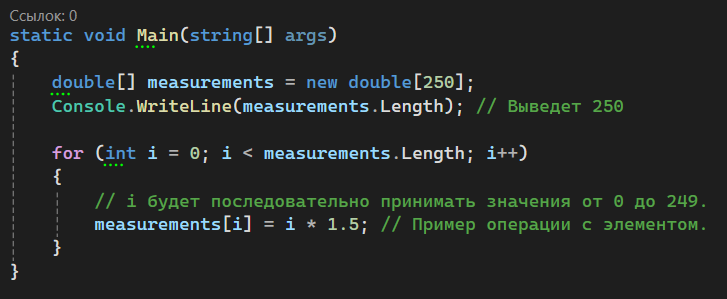 Ссылок: 0
static void Main(string[] args)
{
    double[] measurements = new double[250];
    Console.WriteLine(measurements.Length); // Выведет 250

    for (int i = 0; i < measurements.Length; i++)
    {
        // i будет последовательно принимать значения от 0 до 249.
        measurements[i] = i * 1.5; // Пример операции с элементом.
    }
}